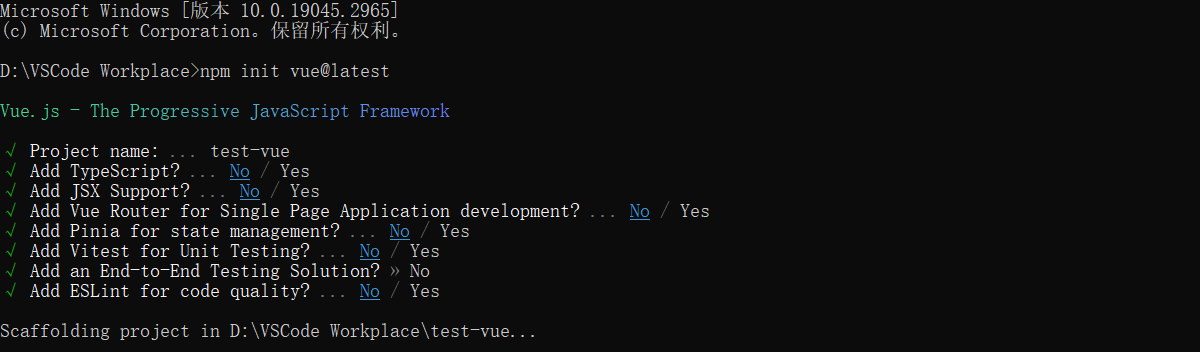 Microsoft Windows [版本 10.0.19045.2965]
(c) Microsoft Corporation。保留所有权利。
D:\VSCode Workplace>npm init vue@latest
Vue.js - The Progressive JavaScript Framework
√ Project name: ... test-vue
√ Add TypeScript? ... No / Yes
√ Add JSX Support? ... No / Yes
√ Add Vue Router for Single Page Application development? ... No / Yes
√ Add Pinia for state management? ... No / Yes
√ Add Vitest for Unit Testing? ... No / Yes
√ Add an End-to-End Testing Solution? » No
√ Add ESLint for code quality? ... No / Yes
Scaffolding project in D:\VSCode Workplace\test-vue...